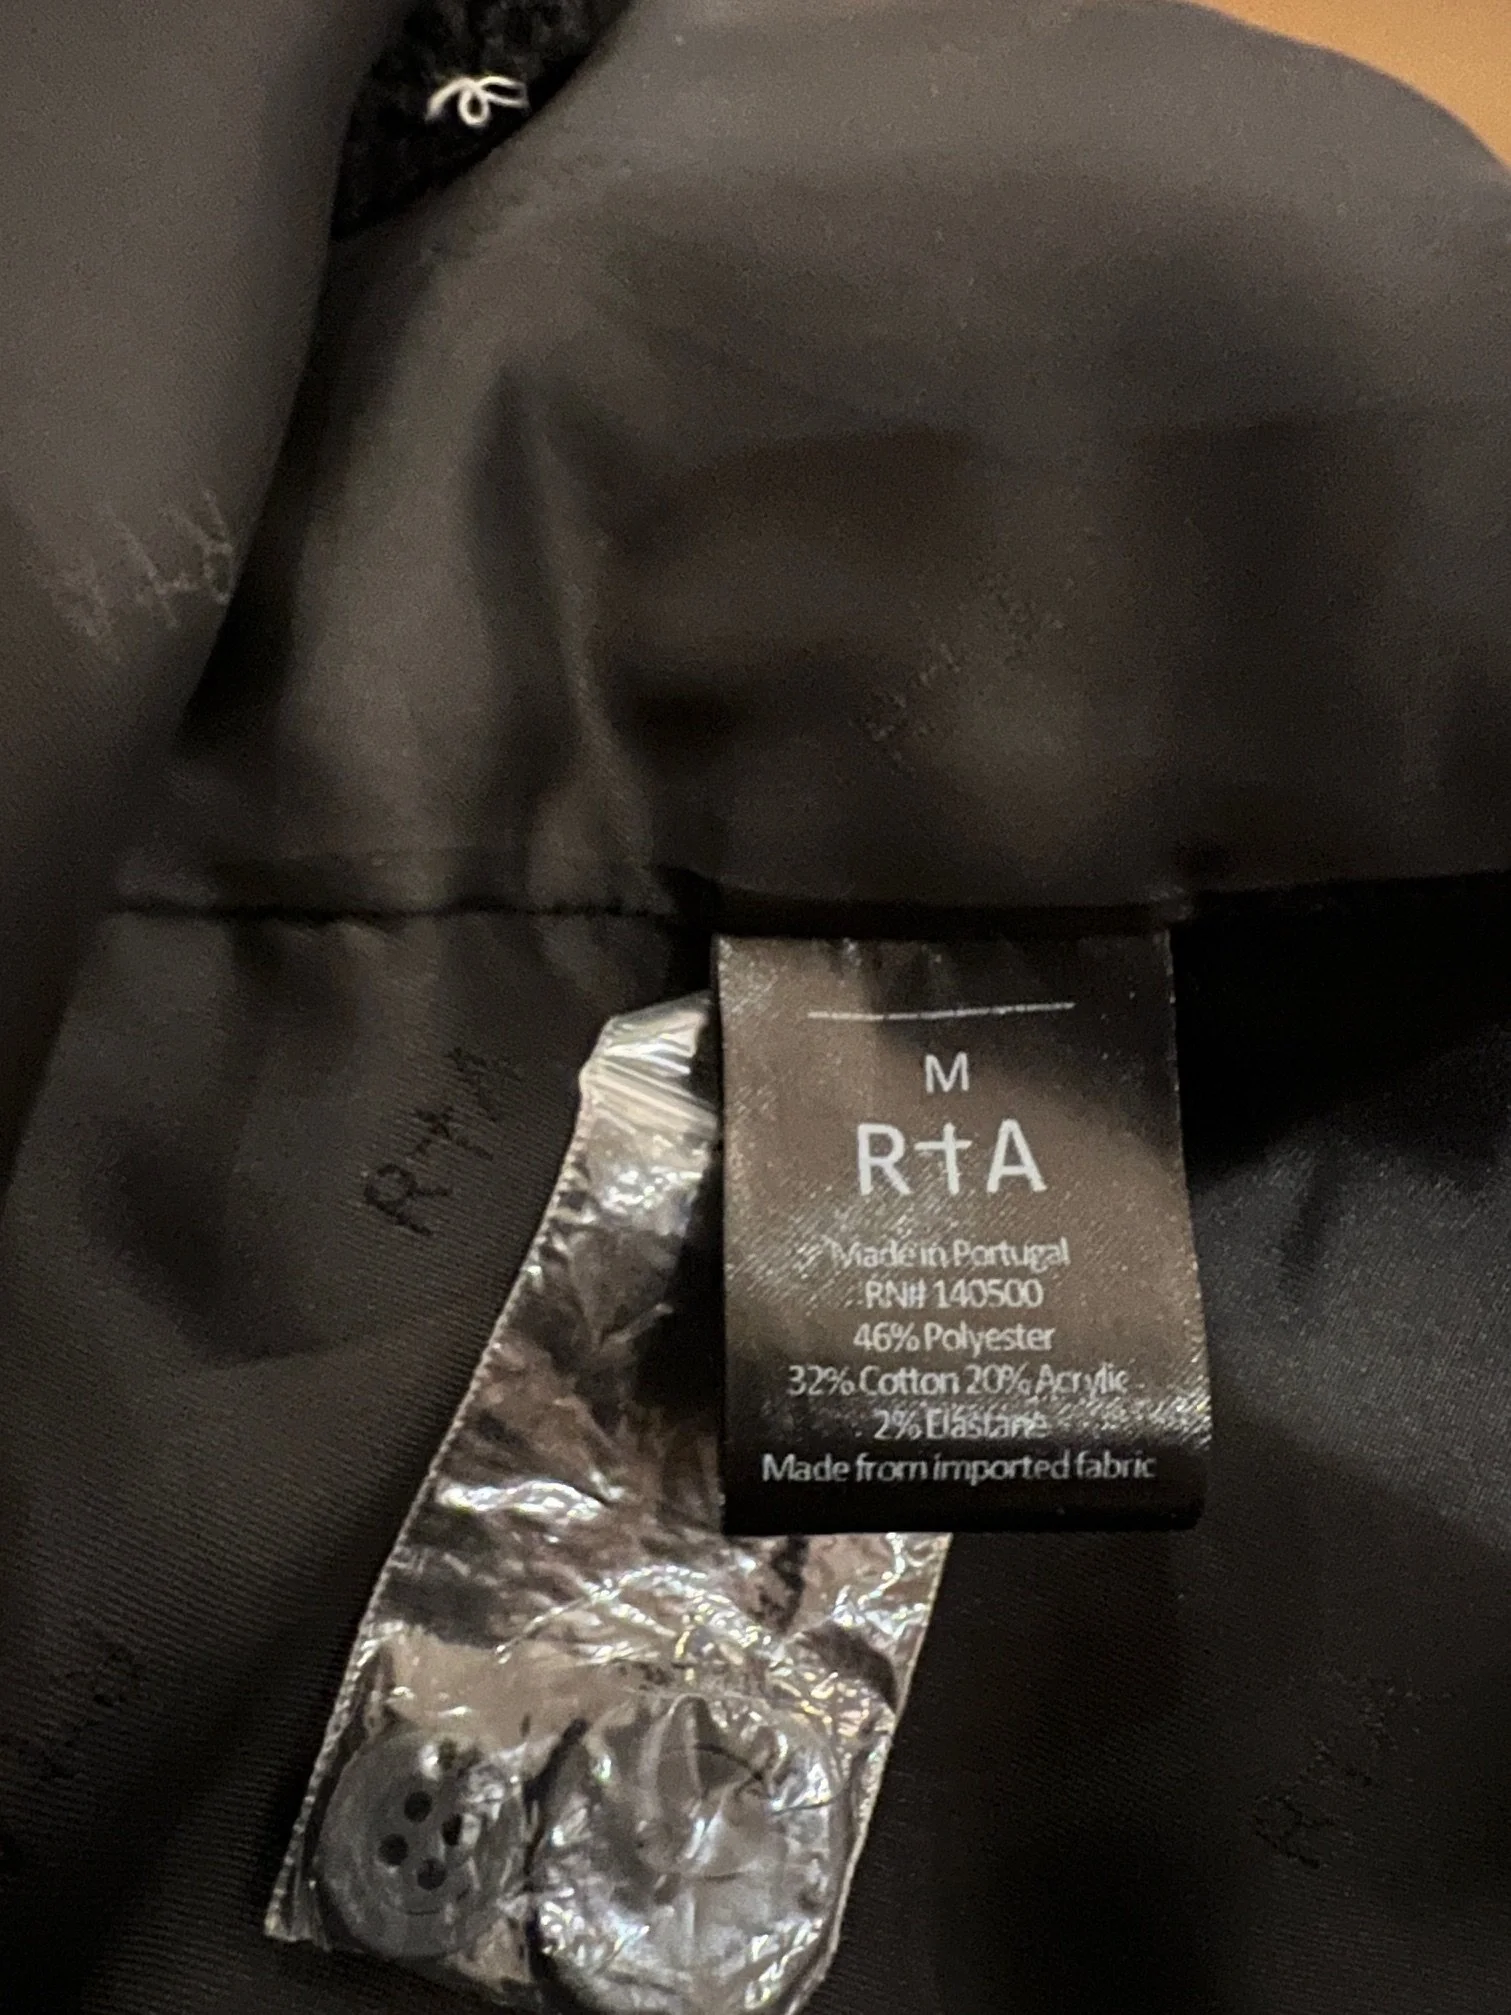 M
R+A
Made in Portugal
RN# 140500
46% Polyester
32% Cotton 20% Acrylic
2% Elastane
Made from imported fabric
R+A